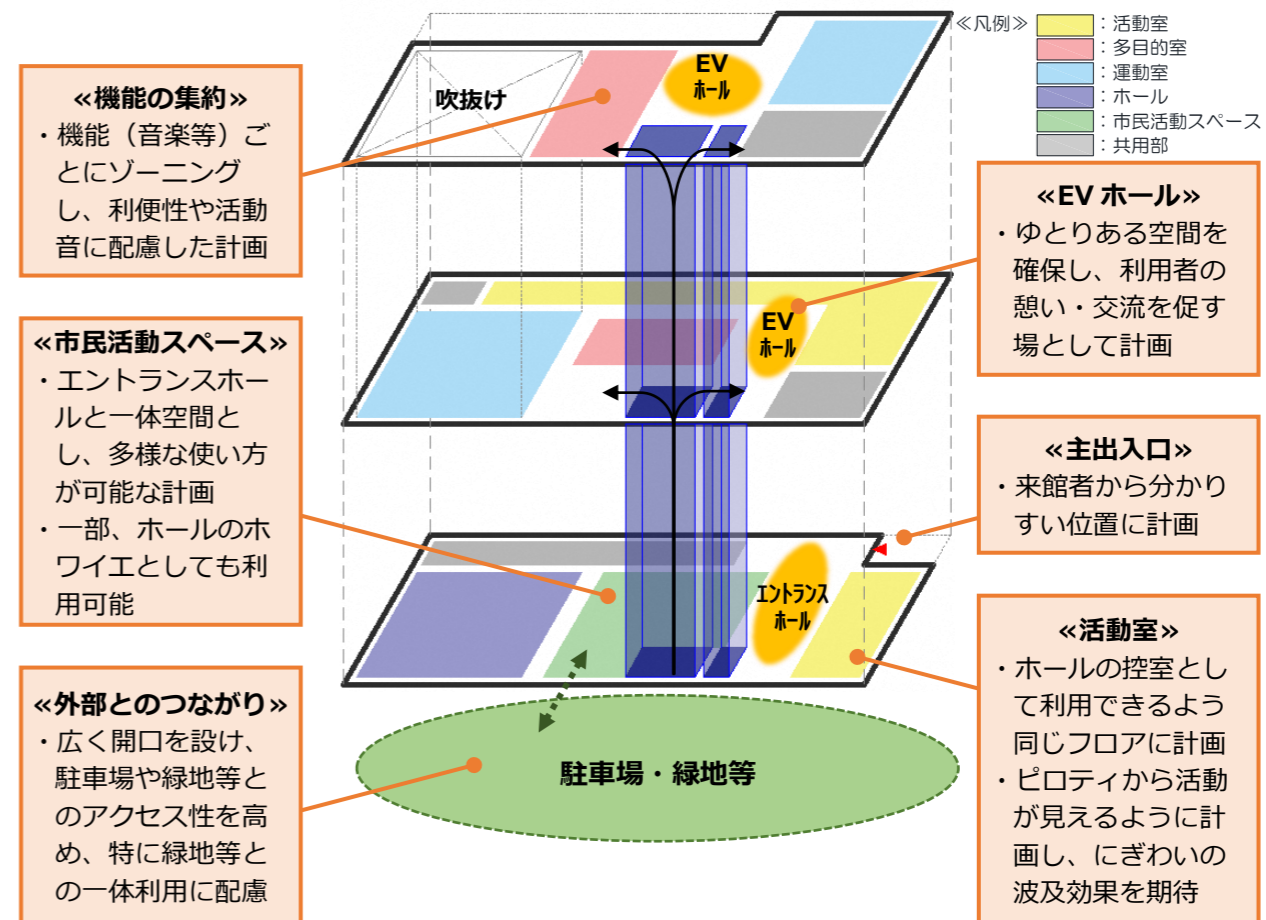 ≪凡例≫
：活動室
：多目的室
：運動室
：ホール
：市民活動スペース
：共用部
≪機能の集約≫
・機能（音楽等）ご
とにゾーニング
し、利便性や活動
音に配慮した計画
≪市民活動スペース≫
・エントランスホー
ルと一体空間と
し、多様な使い方
が可能な計画
・一部、ホールのホ
ワイエとしても利
用可能
≪外部とのつながり≫
・広く開口を設け、
駐車場や緑地等と
のアクセス性を高
め、特に緑地等と
の一体利用に配慮
吹抜け
EV
ホール
EV
ホール
エントランス
ホール
駐車場・緑地等
≪EV ホール≫
・ゆとりある空間を
確保し、利用者の
憩い・交流を促す
場として計画
≪主出入口≫
・来館者から分かり
すい位置に計画
≪活動室≫
・ホールの控室とし
て利用できるよう
同じフロアに計画
・ピロティから活動
が見えるように計
画し、にぎわいの
波及効果を期待